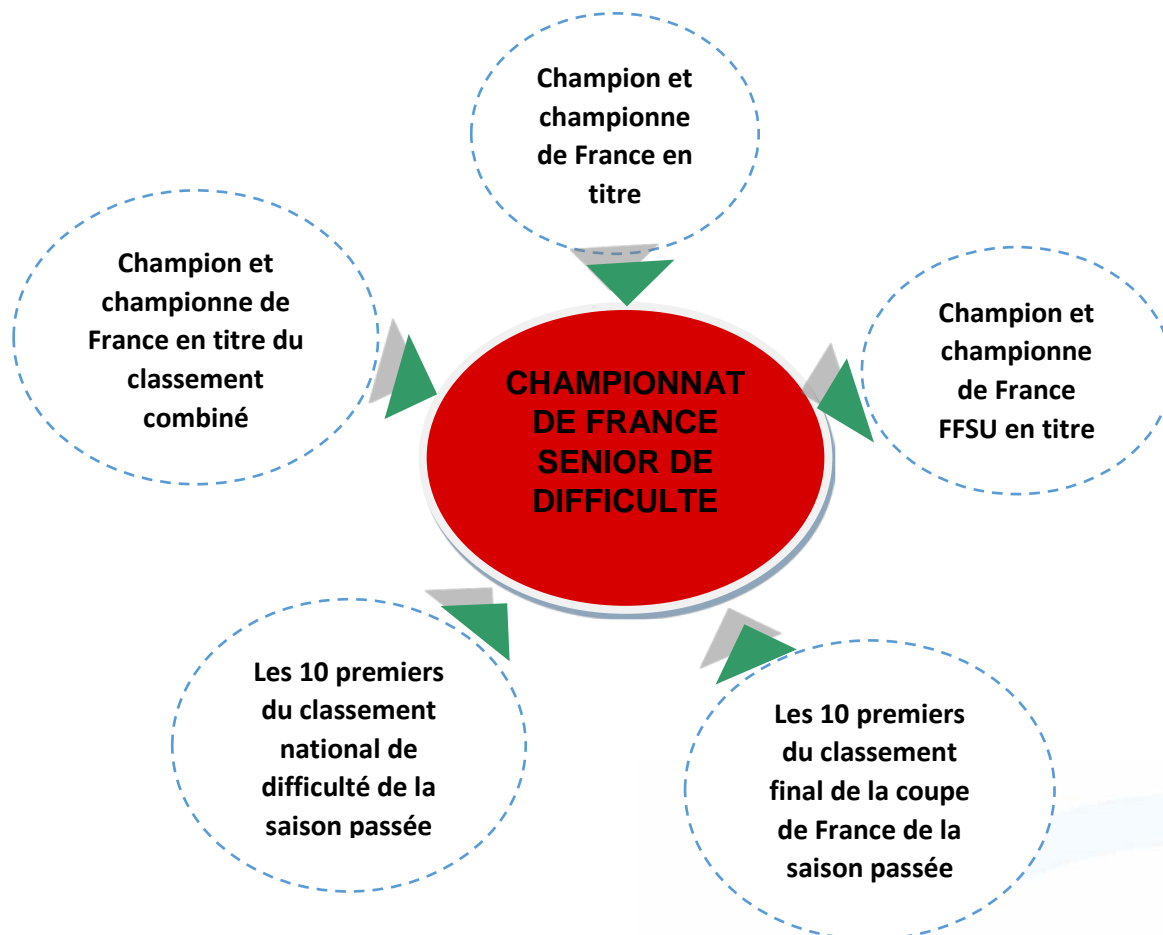 Champion et
championne
de France en
titre
Champion et
championne de
France en titre du
classement
combiné
Champion et
championne
de France
FFSU en titre
CHAMPIONNAT
DE FRANCE
SENIOR DE
DIFFICULTE
Les 10 premiers
du classement
national de
difficulté de la
saison passée
Les 10 premiers
du classement
final de la coupe
de France de la
saison passée